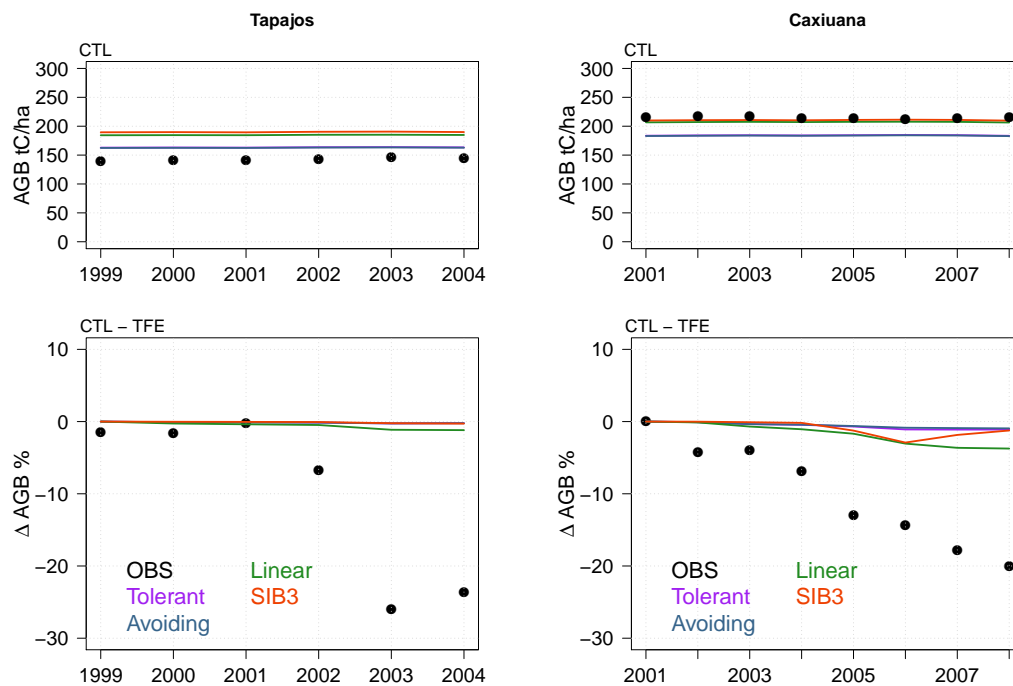 Tapajos
CTL
AGB tC/ha
300
250
200
150
100
50
0
1999 2000 2001 2002 2003 2004
Caxiuana
CTL
AGB tC/ha
300
250
200
150
100
50
0
2001 2003 2005 2007
CTL − TFE
Δ AGB %
10
0
−10
−20
−30
OBS Linear
Tolerant SIB3
Avoiding
1999 2000 2001 2002 2003 2004
CTL − TFE
Δ AGB %
10
0
−10
−20
−30
OBS Linear
Tolerant SIB3
Avoiding
2001 2003 2005 2007